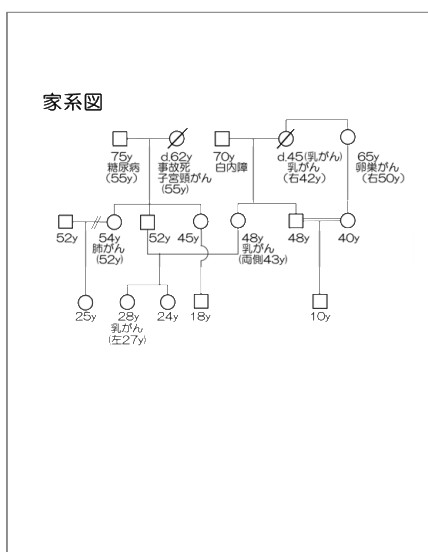 家系図
75y
糖尿病
(55y)
d.62y
事故死
子宮頸がん
(55y)
70y
白内障
d.45(乳がん)
乳がん
(右42y)
65y
卵巣がん
(右50y)
52y
54y
肺がん
(52y)
52y
45y
48y
乳がん
(両側43y)
48y
40y
25y
28y
乳がん
(左27y)
24y
18y
10y